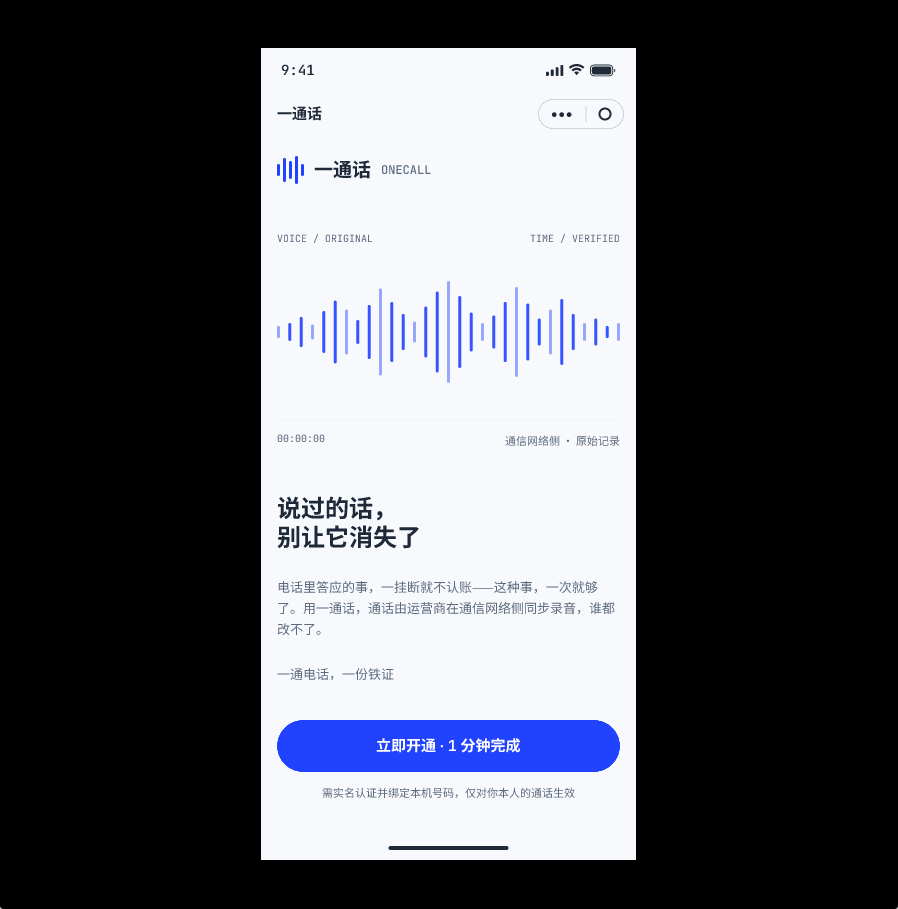 9:41
一通话
一通话 ONECALL
VOICE / ORIGINAL TIME / VERIFIED
00:00:00 通信网络侧 · 原始记录
说过的话，
别让它消失了
电话里答应的事，一挂断就不认账——这种事，一次就够
了。用一通话，通话由运营商在通信网络侧同步录音，谁都
改不了。
一通电话，一份铁证
立即开通 · 1 分钟完成
需实名认证并绑定本机号码，仅对你本人的通话生效